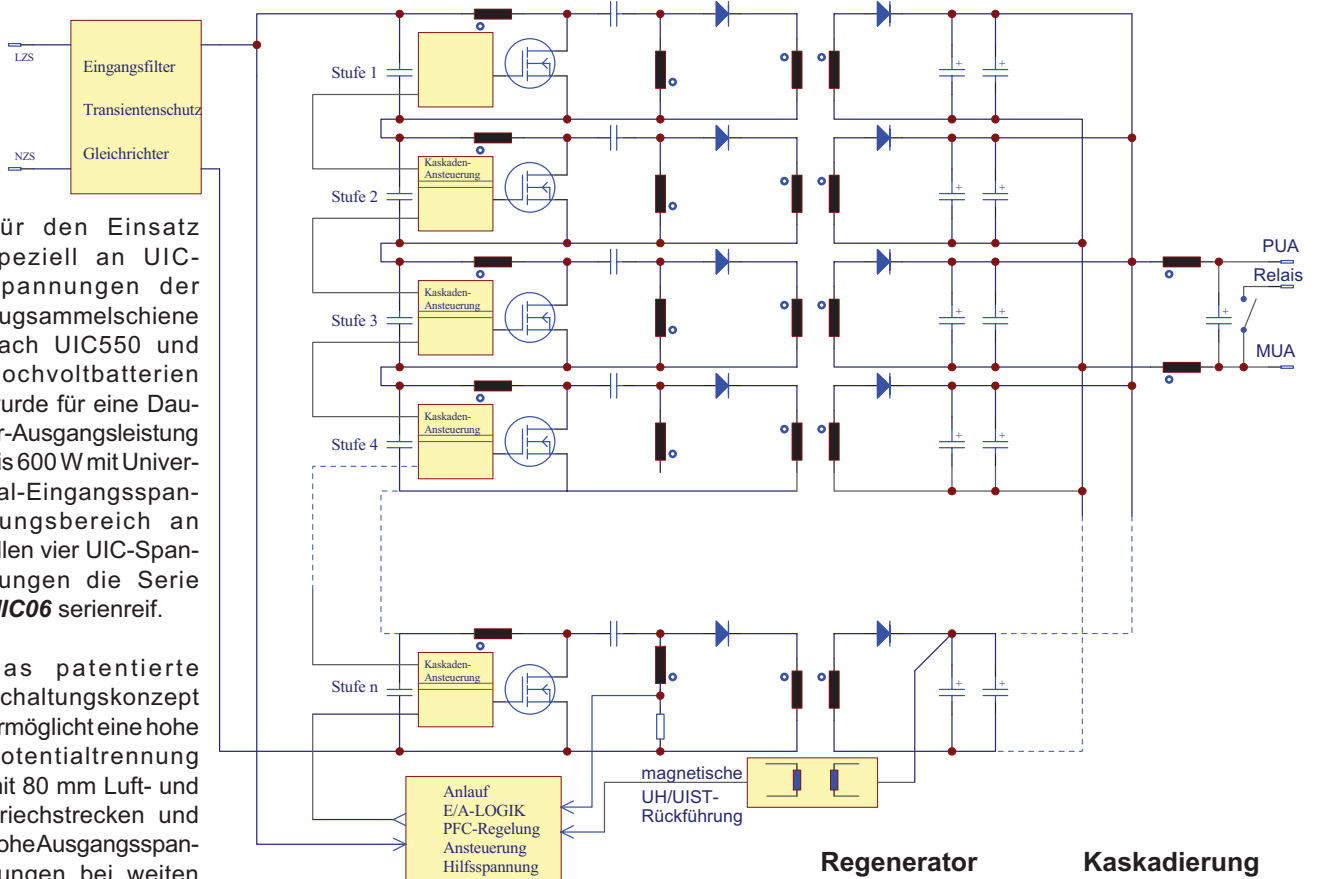 LZS
Eingangsfilter
Transientenschutz
Gleichrichter
NZS
Stufe 1
Kaskaden-
Ansteuerung
Stufe 2
Kaskaden-
Ansteuerung
Stufe 3
Kaskaden-
Ansteuerung
Stufe 4
PUA
Relais
MUA
ür den Einsatz
peziell an UIC-
pannungen der
ugsammelschiene
ach UIC550 und
ochvoltbatterien
urde für eine Dau-
r-Ausgangsleistung
is 600 W mit Univer-
al-Eingangsspan-
ungsbereich an
llen vier UIC-Span-
ungen die Serie
IC06 serienreif.
as patentierte
chaltungskonzept
rmöglicht eine hohe
otentialtrennung
it 80 mm Luft- und
riechstrecken und
ohe Ausgangsspan-
ungen bei weiten
Kaskaden-
Ansteuerung
Stufe n
Anlauf
E/A-LOGIK
PFC-Regelung
Ansteuerung
Hilfsspannung
magnetische
UH/UIST-
Rückführung
Regenerator
Kaskadierung